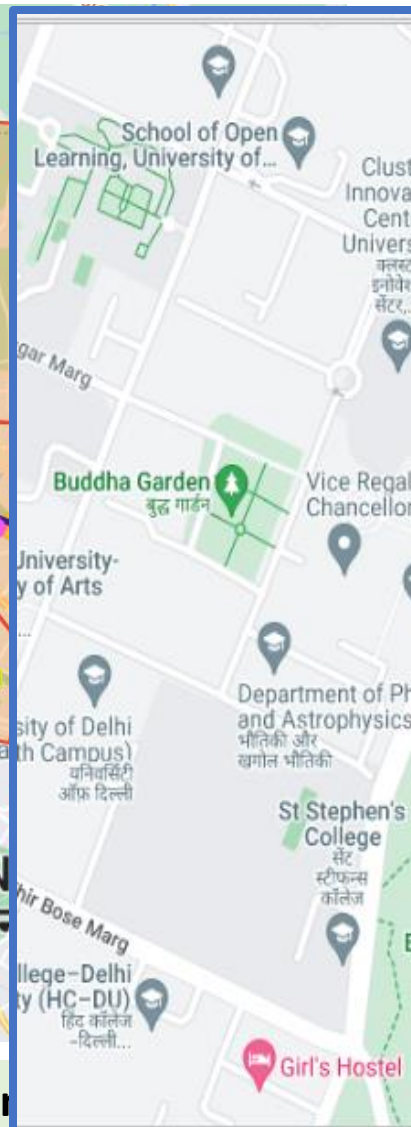 School of Open
Learning, University of...
Clust
Innova
Cent
Univers
क्लस्ट
इनोवेश
सेंटर,..
gar Marg
Buddha Garden
बुद्ध गार्डन
Vice Regal
Chancellor
University-
y of Arts
...
sity of Delhi
th Campus)
यूनिवर्सिटी
ऑफ़ दिल्ली
Department of Ph
and Astrophysics
भौतिकी और
खगोल भौतिकी
St Stephen's
College
सेंट
स्टीफन्स
कॉलेज
hir Bose Marg
llege-Delhi
ty (HC-DU)
हिंद कॉलेज
-दिल्ली...
Girl's Hostel